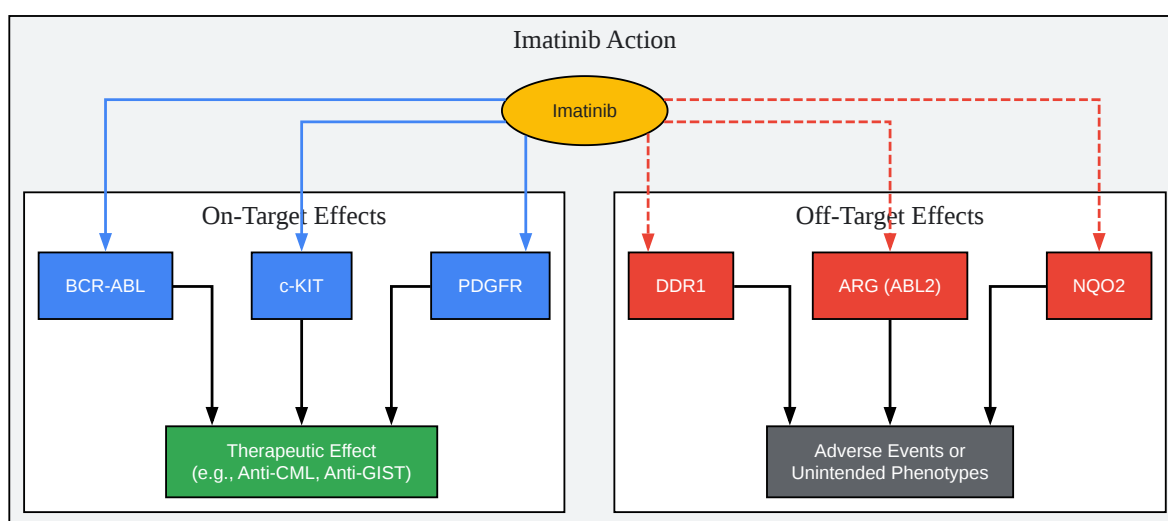 Imatinib Action
Imatinib
On-Target Effects
Off-Target Effects
BCR-ABL
c-KIT
PDGFR
DDR1
ARG (ABL2)
NQO2
Therapeutic Effect
(e.g., Anti-CML, Anti-GIST)
Adverse Events or
Unintended Phenotypes